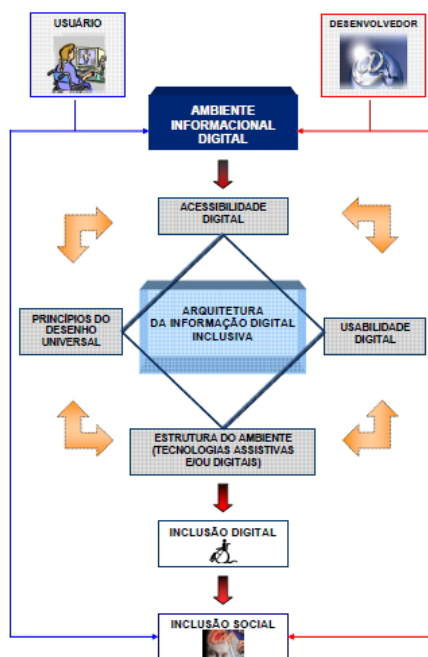 USUÁRIO
DESENVOLVEDOR
AMBIENTE
INFORMACIONAL
DIGITAL
ACESSIBILIDADE
DIGITAL
PRINCÍPIOS DO
DESENHO
UNIVERSAL
ARQUITETURA
DA INFORMAÇÃO DIGITAL
INCLUSIVA
USABILIDADE
DIGITAL
ESTRUTURA DO AMBIENTE
(TECNOLOGIAS ASSISTIVAS
E/OU DIGITAIS)
INCLUSÃO DIGITAL
INCLUSÃO SOCIAL